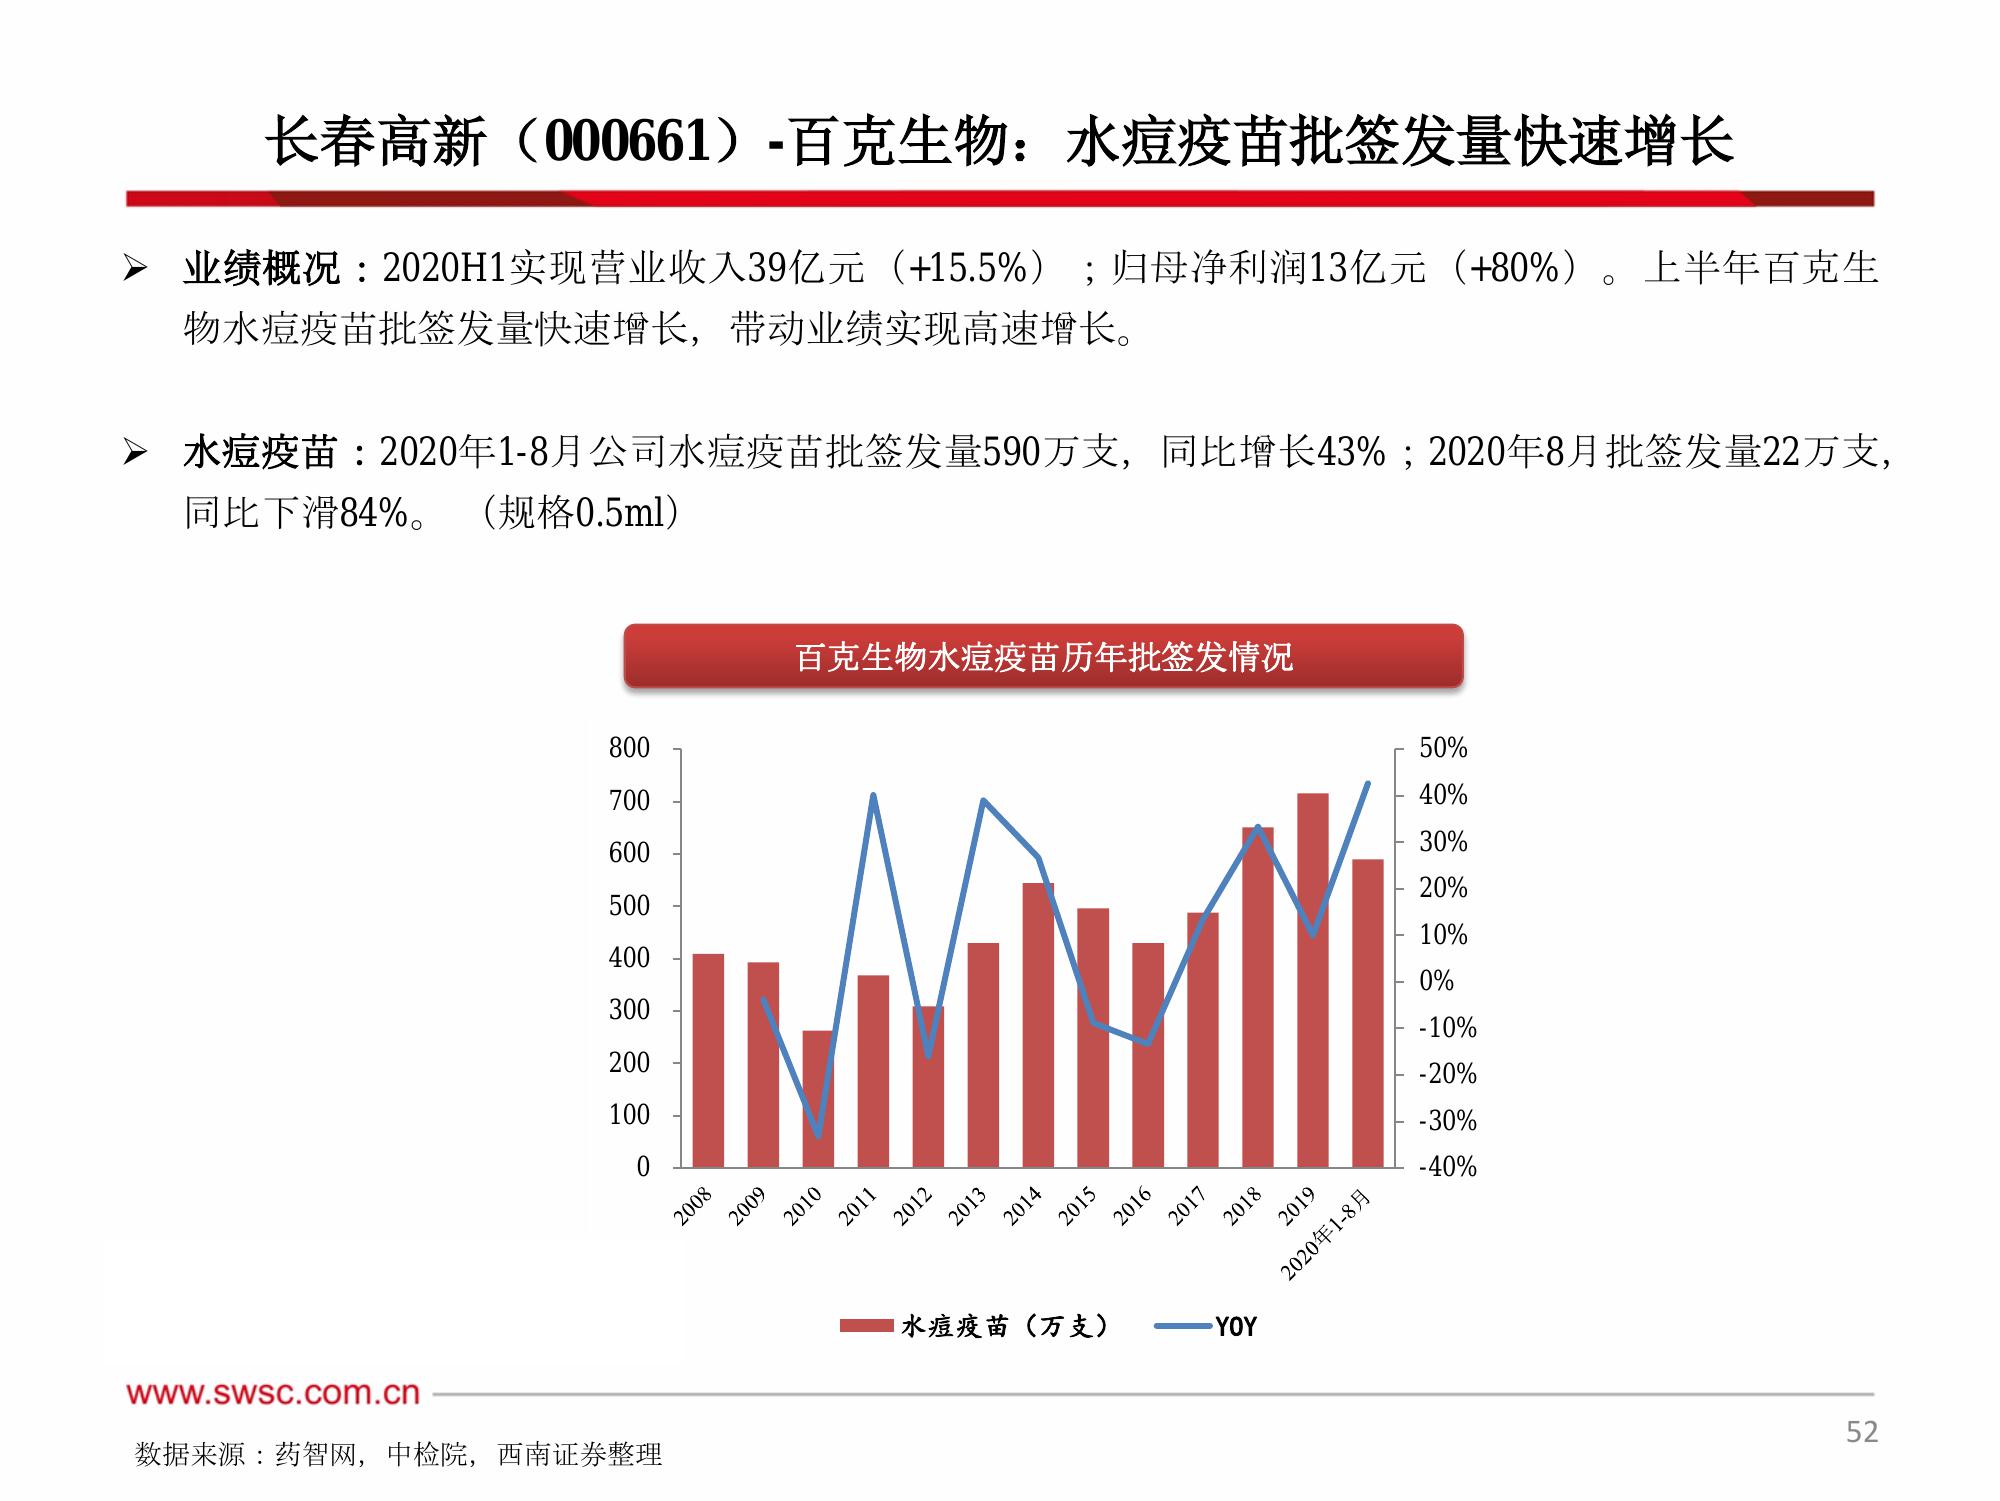 长春高新（000661）-百克生物：水痘疫苗批签发量快速增长
➢ 业绩概况：2020H1实现营业收入39亿元（+15.5%）；归母净利润13亿元（+80%）。上半年百克生
物水痘疫苗批签发量快速增长，带动业绩实现高速增长。
➢ 水痘疫苗：2020年1-8月公司水痘疫苗批签发量590万支，同比增长43%；2020年8月批签发量22万支，
同比下滑84%。（规格0.5ml）
百克生物水痘疫苗历年批签发情况
800
700
600
500
400
300
200
100
0
50%
40%
30%
20%
10%
0%
-10%
-20%
-30%
-40%
2008
2009
2010
2011
2012
2013
2014
2015
2016
2017
2018
2019
2020年1-8月
水痘疫苗（万支）
YOY
www.swsc.com.cn
52
数据来源：药智网，中检院，西南证券整理